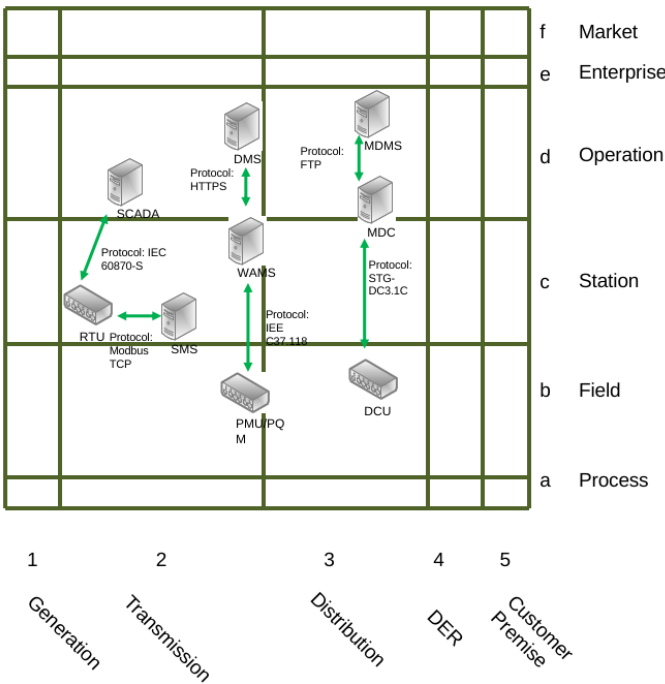 f Market
e Enterprise
DMS
MDMS
Protocol:
HTTPS
Protocol:
FTP
d Operation
SCADA
MDC
Protocol: IEC
60870-S
WAMS
Protocol:
STG-
DC3.1C
c Station
RTU
Protocol:
Modbus
TCP
SMS
Protocol:
IEE
C37.118
DCU
PMU/PQ
M
b Field
a Process
1 2 3 4 5
Generation
Transmission
Distribution
DER
Customer
Premise